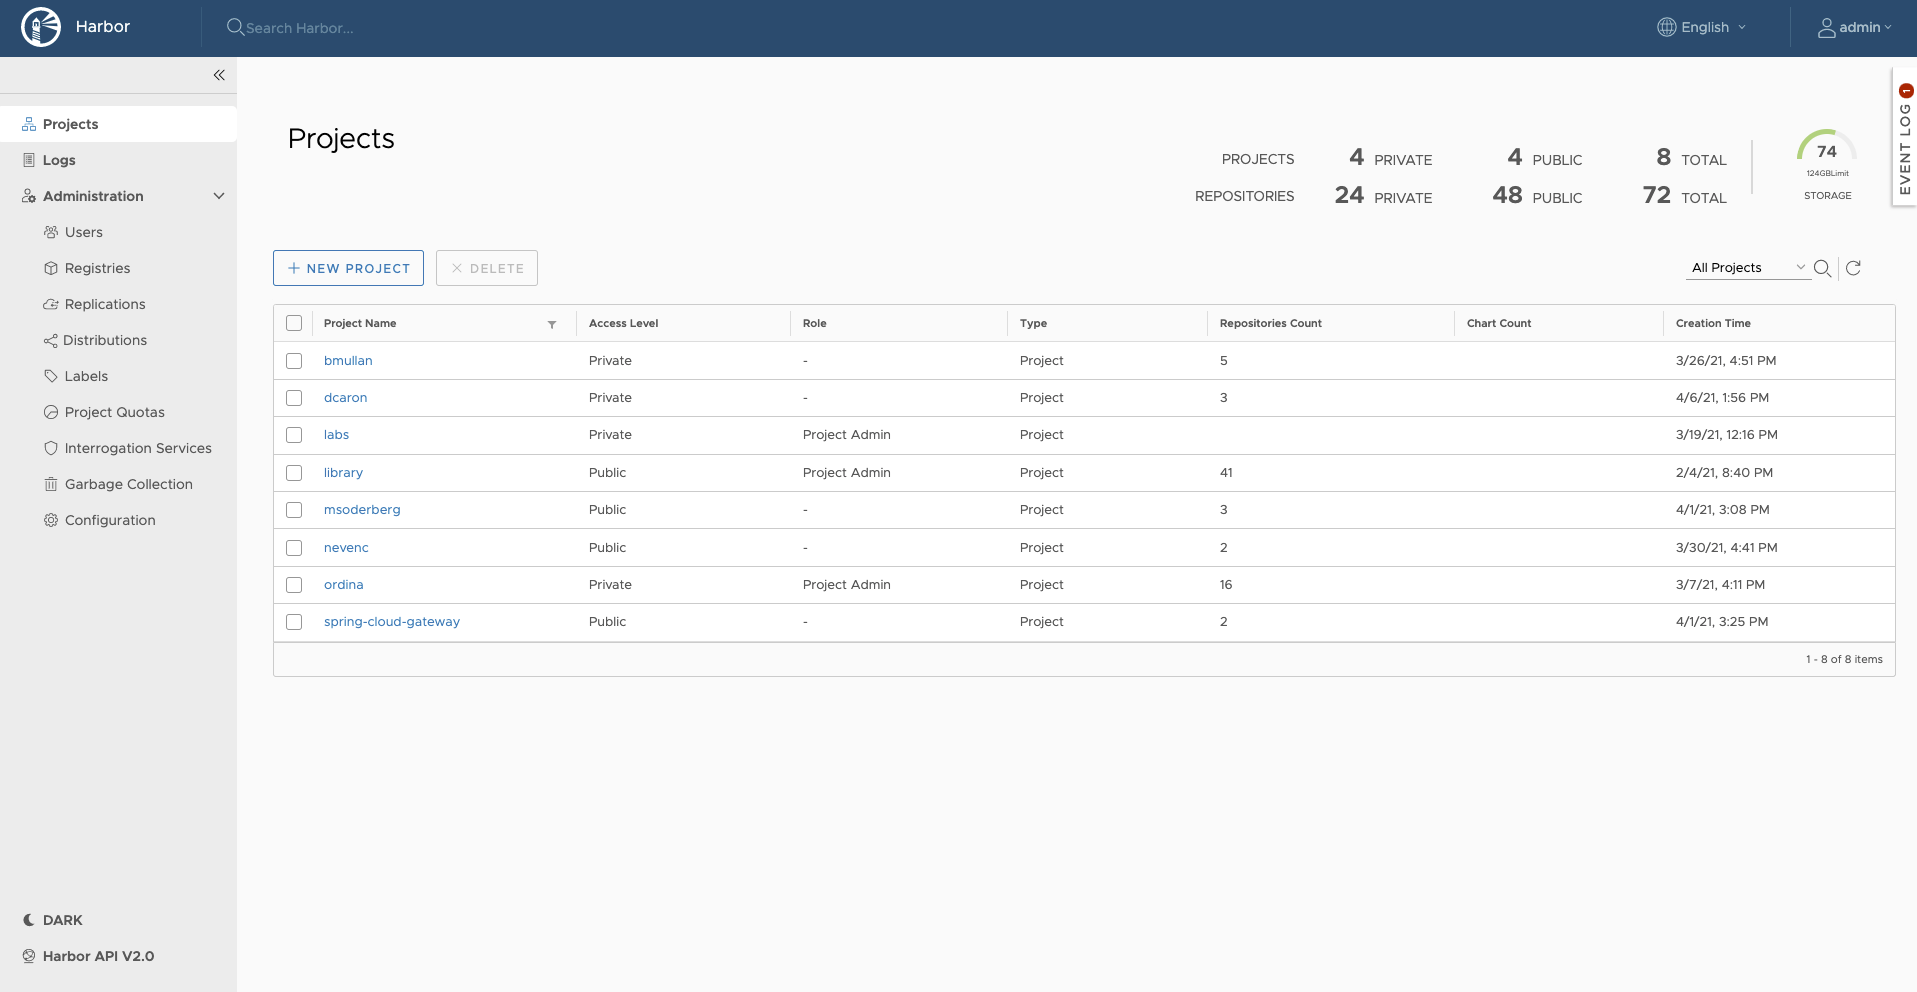 Harbor
Search Harbor...
English
admin
EVENT LOG 1
Projects
Logs
Administration
Users
Registries
Replications
Distributions
Labels
Project Quotas
Interrogation Services
Garbage Collection
Configuration
DARK
Harbor API V2.0
Projects
PROJECTS 4 PRIVATE 4 PUBLIC 8 TOTAL
REPOSITORIES 24 PRIVATE 48 PUBLIC 72 TOTAL
74
124GBLimit
STORAGE
NEW PROJECT DELETE
All Projects
Project Name Access Level Role Type Repositories Count Chart Count Creation Time
bmullan Private - Project 5 3/26/21, 4:51 PM
dcaron Private - Project 3 4/6/21, 1:56 PM
labs Private Project Admin Project 3/19/21, 12:16 PM
library Public Project Admin Project 41 2/4/21, 8:40 PM
msoderberg Public - Project 3 4/1/21, 3:08 PM
nevenc Public - Project 2 3/30/21, 4:41 PM
ordina Private Project Admin Project 16 3/7/21, 4:11 PM
spring-cloud-gateway Public - Project 2 4/1/21, 3:25 PM
1 - 8 of 8 items